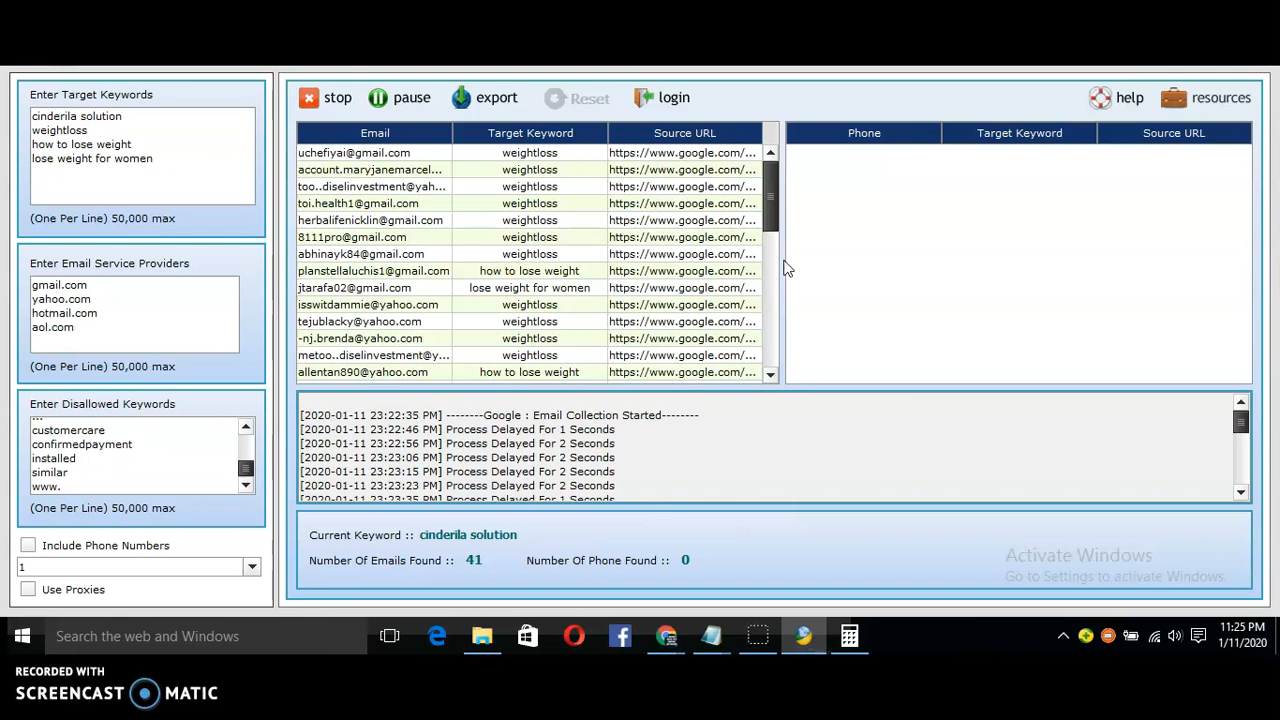 Enter Target Keywords
cinderila solution
weightloss
how to lose weight
lose weight for women
(One Per Line) 50,000 max
Enter Email Service Providers
gmail.com
yahoo.com
hotmail.com
aol.com
(One Per Line) 50,000 max
Enter Disallowed Keywords
customercare
confirmedpayment
installed
similar
www.
(One Per Line) 50,000 max
Include Phone Numbers
1
Use Proxies
stop pause export Reset login help resources
Email Target Keyword Source URL Phone Target Keyword Source URL
uchefiyai@gmail.com weightloss https://www.google.com/...
account.maryjanemarcel... weightloss https://www.google.com/...
too..diselinvestment@yah... weightloss https://www.google.com/...
toi.health1@gmail.com weightloss https://www.google.com/...
herbalifenicklin@gmail.com weightloss https://www.google.com/...
8111pro@gmail.com weightloss https://www.google.com/...
abhinayk84@gmail.com weightloss https://www.google.com/...
planstellaluchis1@gmail.com how to lose weight https://www.google.com/...
jtarafa02@gmail.com lose weight for women https://www.google.com/...
isswitdammie@yahoo.com weightloss https://www.google.com/...
tejublacky@yahoo.com weightloss https://www.google.com/...
-nj.brenda@yahoo.com weightloss https://www.google.com/...
metoo..diselinvestment@y... weightloss https://www.google.com/...
allentan890@yahoo.com how to lose weight https://www.google.com/...
[2020-01-11 23:22:35 PM] --------Google : Email Collection Started--------
[2020-01-11 23:22:46 PM] Process Delayed For 1 Seconds
[2020-01-11 23:22:56 PM] Process Delayed For 2 Seconds
[2020-01-11 23:23:06 PM] Process Delayed For 2 Seconds
[2020-01-11 23:23:15 PM] Process Delayed For 2 Seconds
[2020-01-11 23:23:23 PM] Process Delayed For 2 Seconds
[2020-01-11 23:23:35 PM] Process Delayed For 1 Seconds
Current Keyword :: cinderila solution
Number Of Emails Found :: 41 Number Of Phone Found :: 0
Activate Windows
Go to Settings to activate Windows.
Search the web and Windows
11:25 PM
1/11/2020
RECORDED WITH
SCREENCAST MATIC